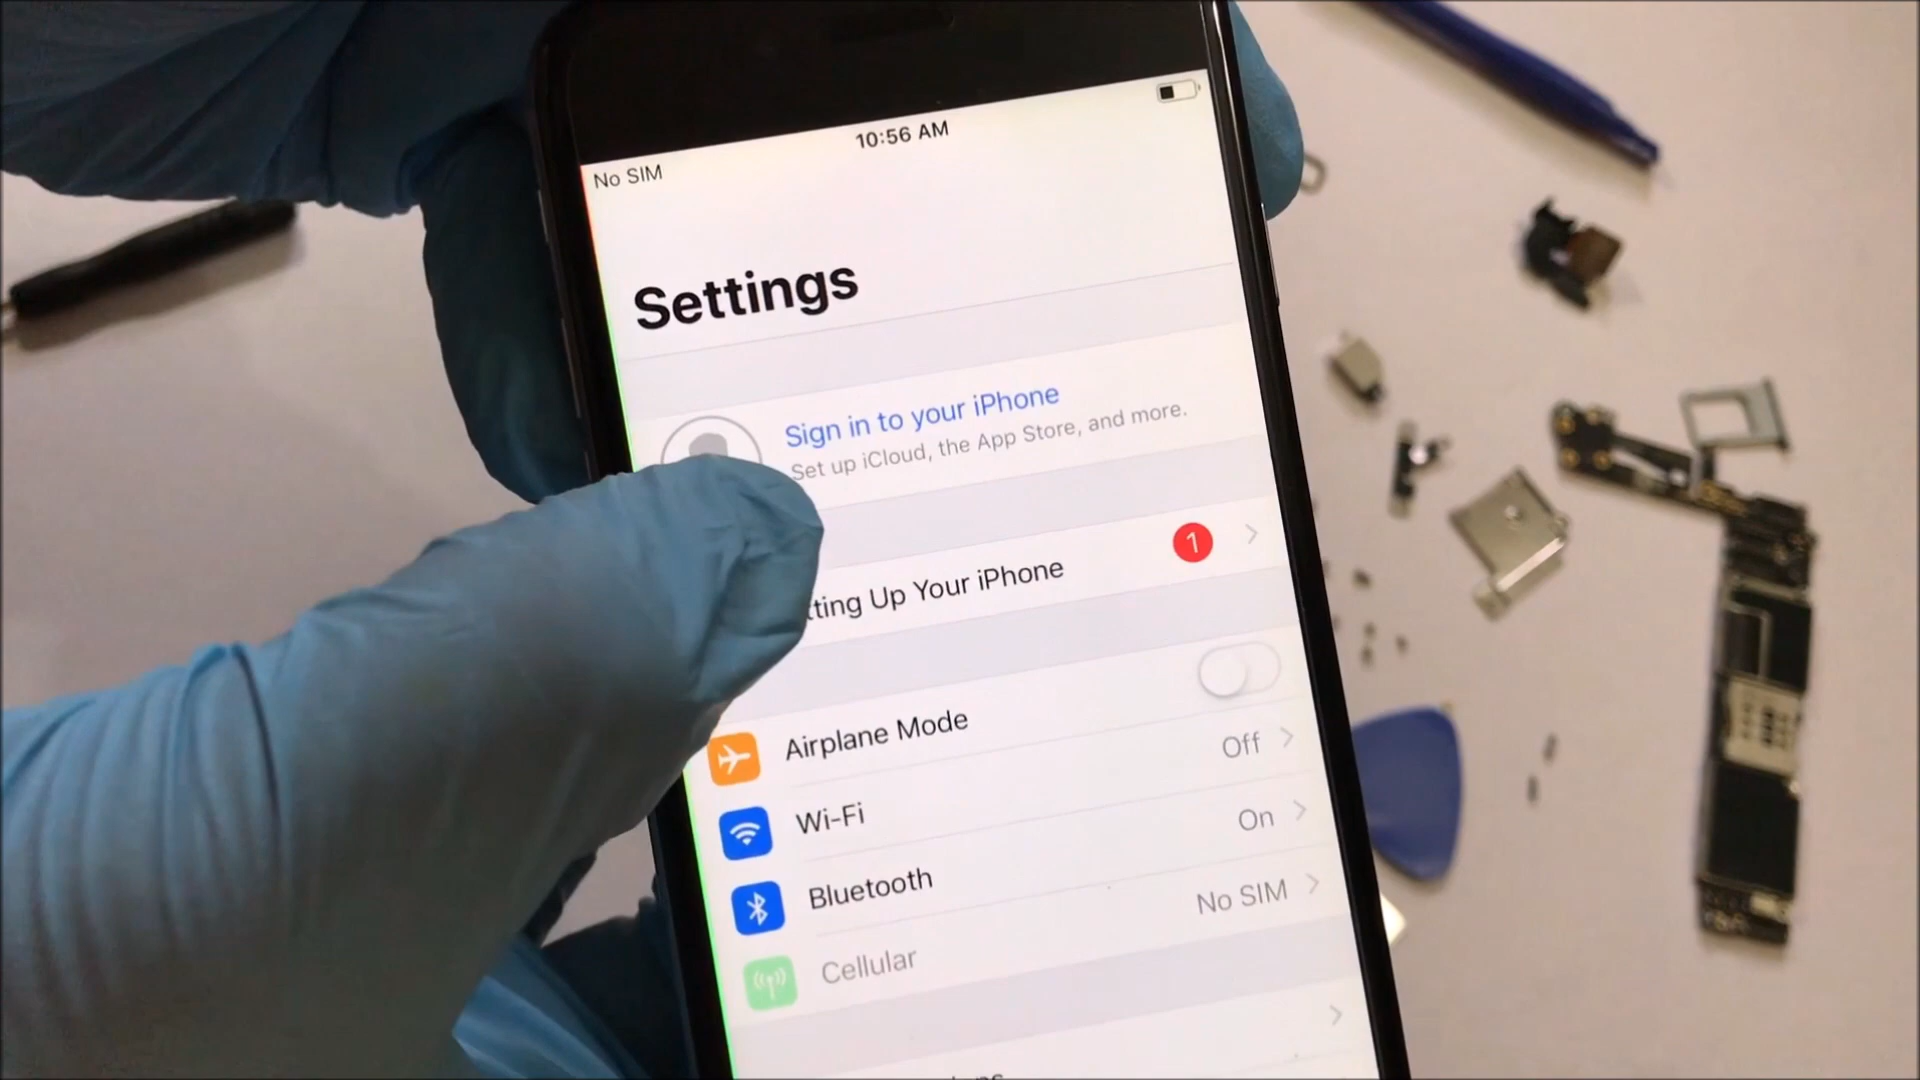 10:56 AM
No SIM
Settings
Sign in to your iPhone
Set up iCloud, the App Store, and more.
tting Up Your iPhone 1
Airplane Mode
Wi-Fi Off
Bluetooth On
Cellular No SIM